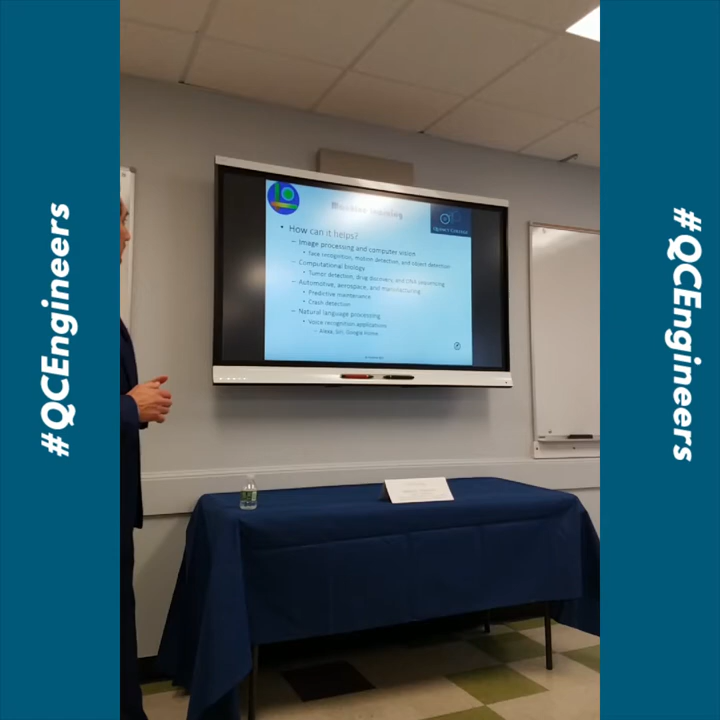 #QCEngineers
Machine learning
• How can it helps?
– Image processing and computer vision
• face recognition, motion detection, and object detection
– Computational biology
• Tumor detection, drug discovery, and DNA sequencing
– Automotive, aerospace, and manufacturing
• Predictive maintenance
• Crash detection
– Natural language processing
• Voice recognition applications
– Alexa, Siri, Google Home
#QCEngineers